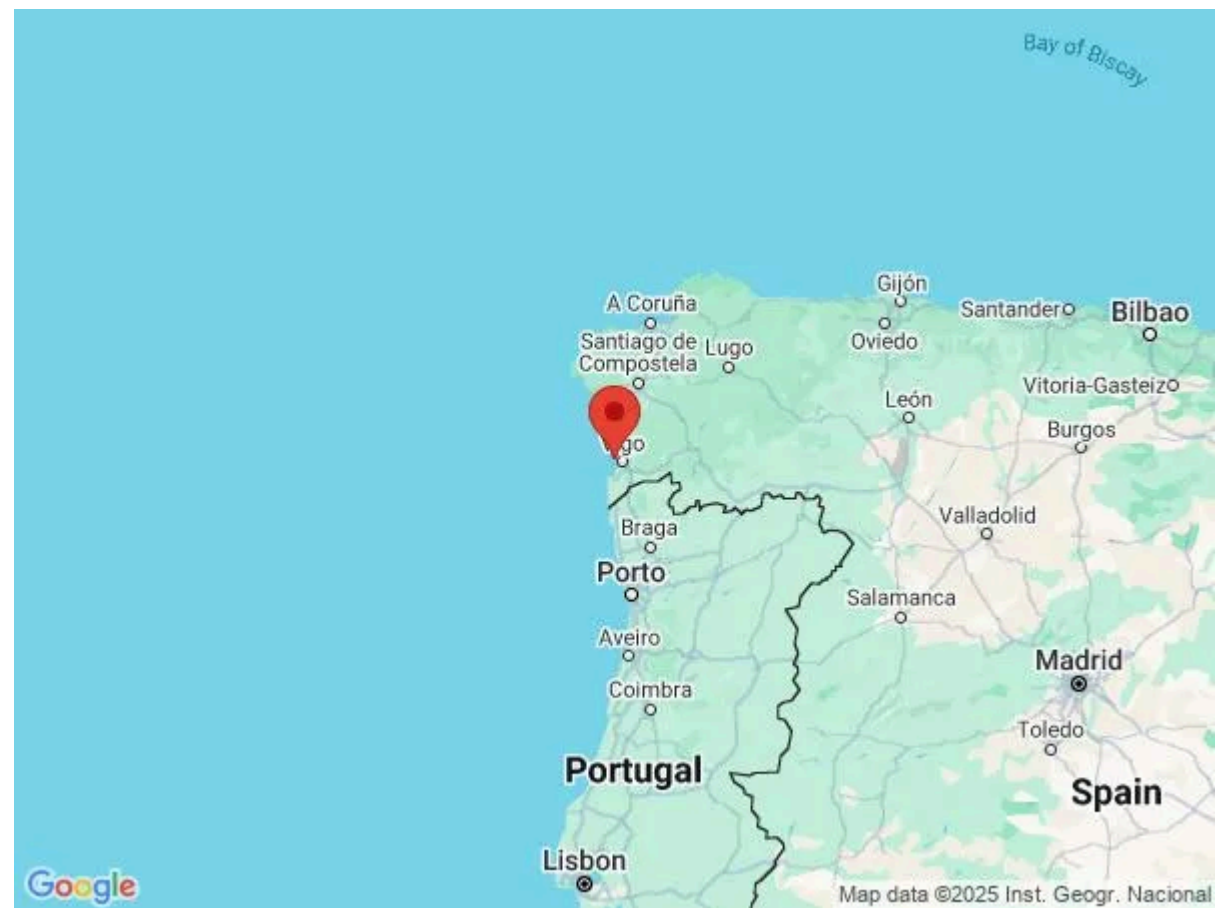 Bay of Biscay
Gijón
A Coruña
Santander
Bilbao
Santiago de
Compostela
Lugo
Oviedo
Vitoria-Gasteiz
León
Burgos
Valladolid
Braga
Porto
Salamanca
Aveiro
Madrid
Coimbra
Toledo
Portugal
Spain
Lisbon
Google
Map data ©2025 Inst. Geogr. Nacional